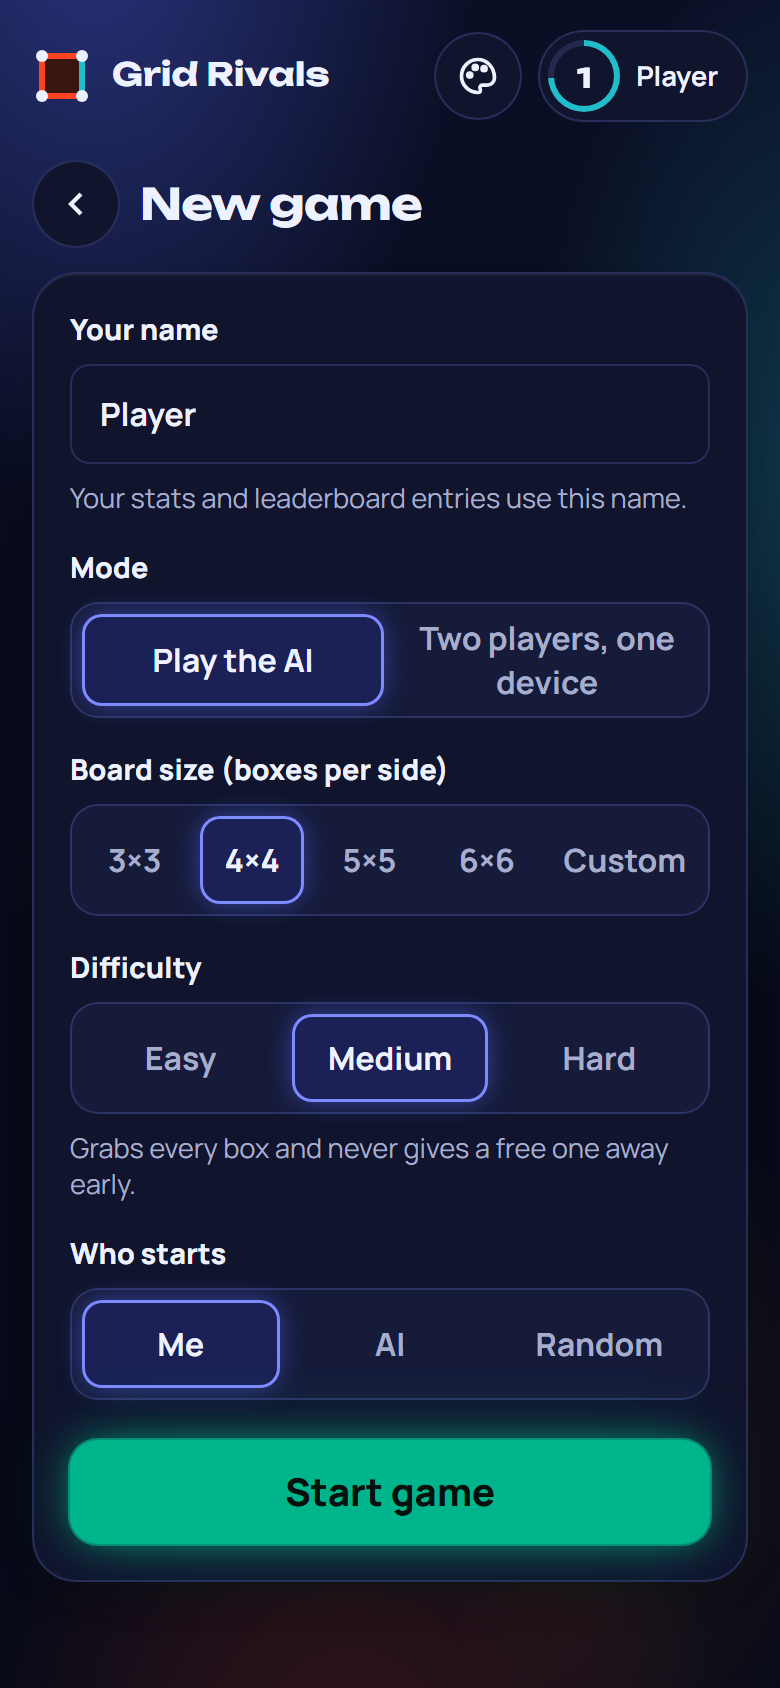 Grid Rivals
1 Player
New game
Your name
Player
Your stats and leaderboard entries use this name.
Mode
Play the AI
Two players, one
device
Board size (boxes per side)
3×3 4×4 5×5 6×6 Custom
Difficulty
Easy Medium Hard
Grabs every box and never gives a free one away
early.
Who starts
Me AI Random
Start game